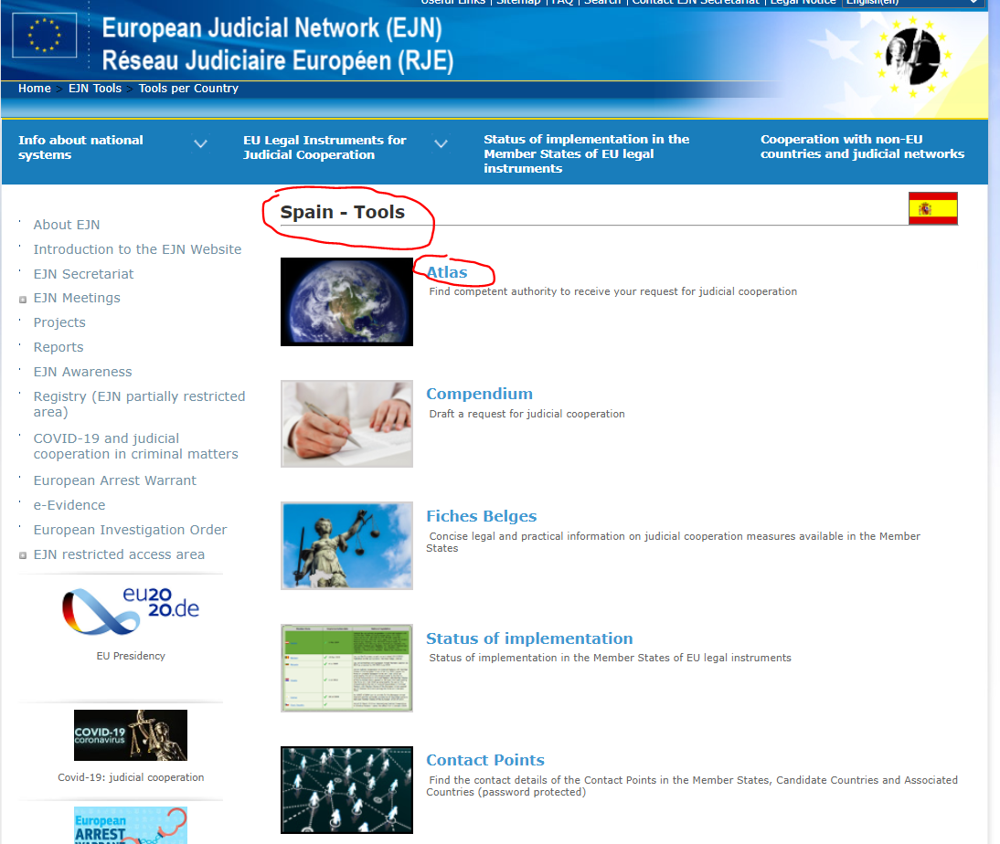 Useful Links | Sitemap | FAQ | Search | Contact EJN Secretariat | Legal Notice English(en)
European Judicial Network (EJN)
Réseau Judiciaire Européen (RJE)
Home > EJN Tools > Tools per Country
Info about national
systems
EU Legal Instruments for
Judicial Cooperation
Status of implementation in the
Member States of EU legal
instruments
Cooperation with non-EU
countries and judicial networks
About EJN
Introduction to the EJN Website
EJN Secretariat
EJN Meetings
Projects
Reports
EJN Awareness
Registry (EJN partially restricted
area)
COVID-19 and judicial
cooperation in criminal matters
European Arrest Warrant
e-Evidence
European Investigation Order
EJN restricted access area
eu20
20.de
EU Presidency
COVID-19
coronavirus
Covid-19: judicial cooperation
European
ARREST
WARRANT
Spain - Tools
Atlas
Find competent authority to receive your request for judicial cooperation
Compendium
Draft a request for judicial cooperation
Fiches Belges
Concise legal and practical information on judicial cooperation measures available in the Member
States
Status of implementation
Status of implementation in the Member States of EU legal instruments
Contact Points
Find the contact details of the Contact Points in the Member States, Candidate Countries and Associated
Countries (password protected)